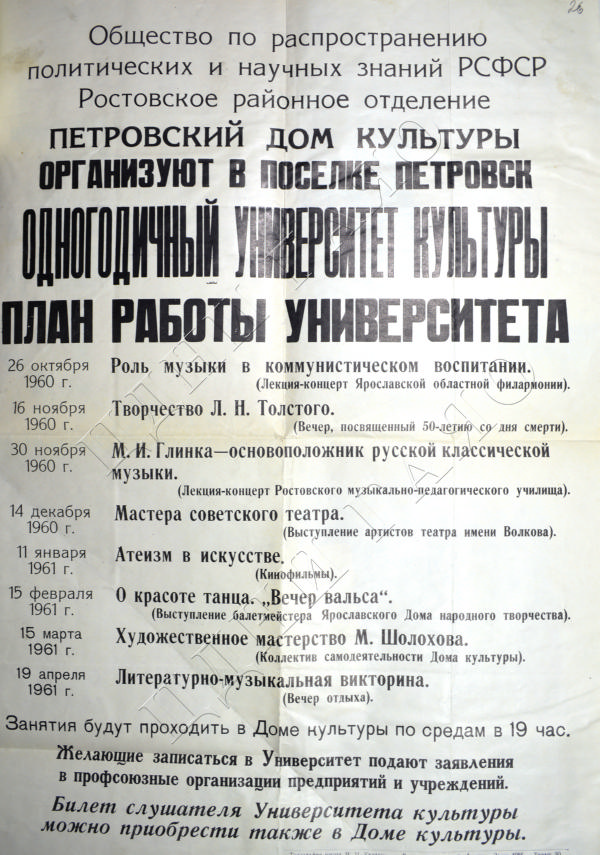 26
Общество по распространению
политических и научных знаний РСФСР
Ростовское районное отделение
ПЕТРОВСКИЙ ДОМ КУЛЬТУРЫ
ОРГАНИЗУЮТ В ПОСЕЛКЕ ПЕТРОВСК
ОДНОГОДИЧНЫЙ УНИВЕРСИТЕТ КУЛЬТУРЫ
ПЛАН РАБОТЫ УНИВЕРСИТЕТА
26 октября 1960 г.
Роль музыки в коммунистическом воспитании.
(Лекция-концерт Ярославской областной филармонии).
16 ноября 1960 г.
Творчество Л. Н. Толстого.
(Вечер, посвященный 50-летию со дня смерти).
30 ноября 1960 г.
М. И. Глинка—основоположник русской классической
музыки.
(Лекция-концерт Ростовского музыкально-педагогического училища).
14 декабря 1960 г.
Мастера советского театра.
(Выступление артистов театра имени Волкова).
11 января 1961 г.
Атеизм в искусстве.
(Кинофильмы).
15 февраля 1961 г.
О красоте танца. „Вечер вальса“.
(Выступление балетмейстера Ярославского Дома народного творчества).
15 марта 1961 г.
Художественное мастерство М. Шолохова.
(Коллектив самодеятельности Дома культуры).
19 апреля 1961 г.
Литературно-музыкальная викторина.
(Вечер отдыха).
Занятия будут проходить в Доме культуры по средам в 19 час.
Желающие записаться в Университет подают заявления
в профсоюзные организации предприятий и учреждений.
Билет слушателя Университета культуры
можно приобрести также в Доме культуры.